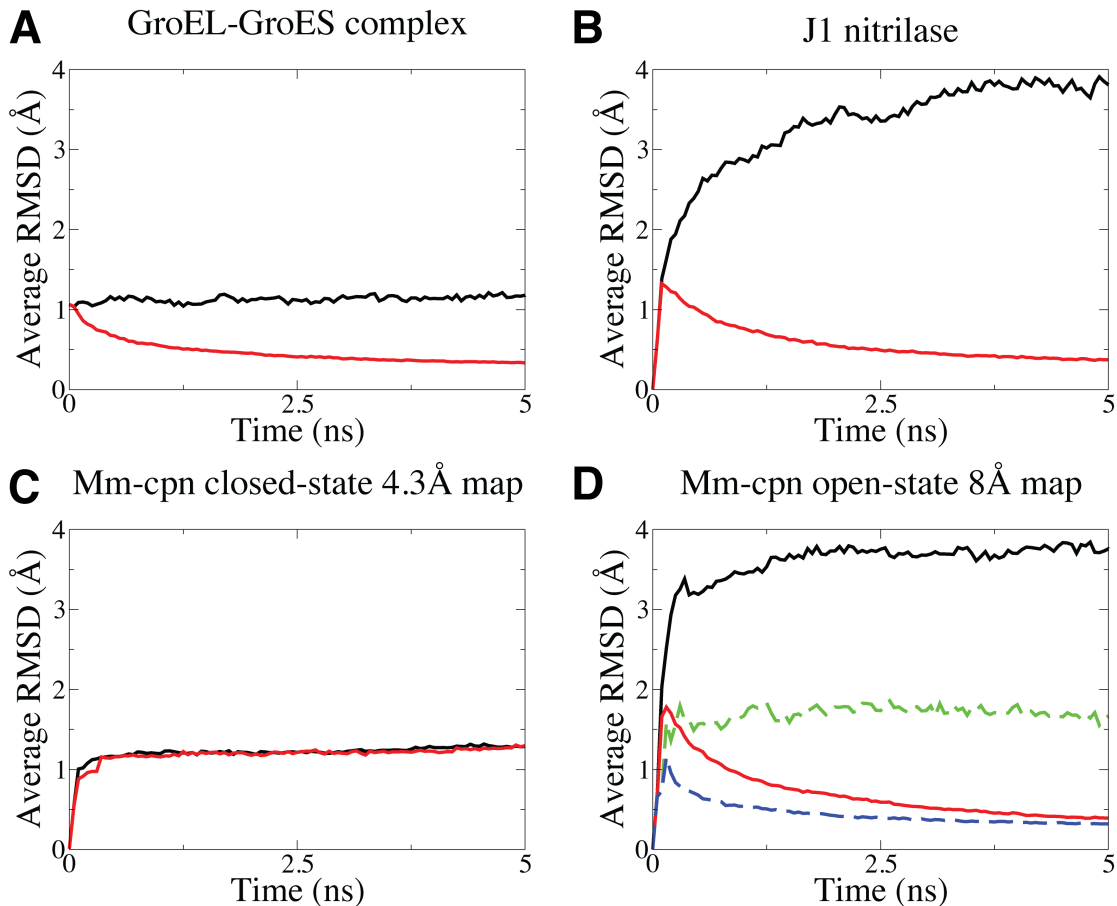 A
GroEL-GroES complex
4
3
2
1
0
Average RMSD (Å)
0
2.5
5
Time (ns)
B
J1 nitrilase
4
3
2
1
0
Average RMSD (Å)
0
2.5
5
Time (ns)
C
Mm-cpn closed-state 4.3Å map
4
3
2
1
0
Average RMSD (Å)
0
2.5
5
Time (ns)
D
Mm-cpn open-state 8Å map
4
3
2
1
0
Average RMSD (Å)
0
2.5
5
Time (ns)